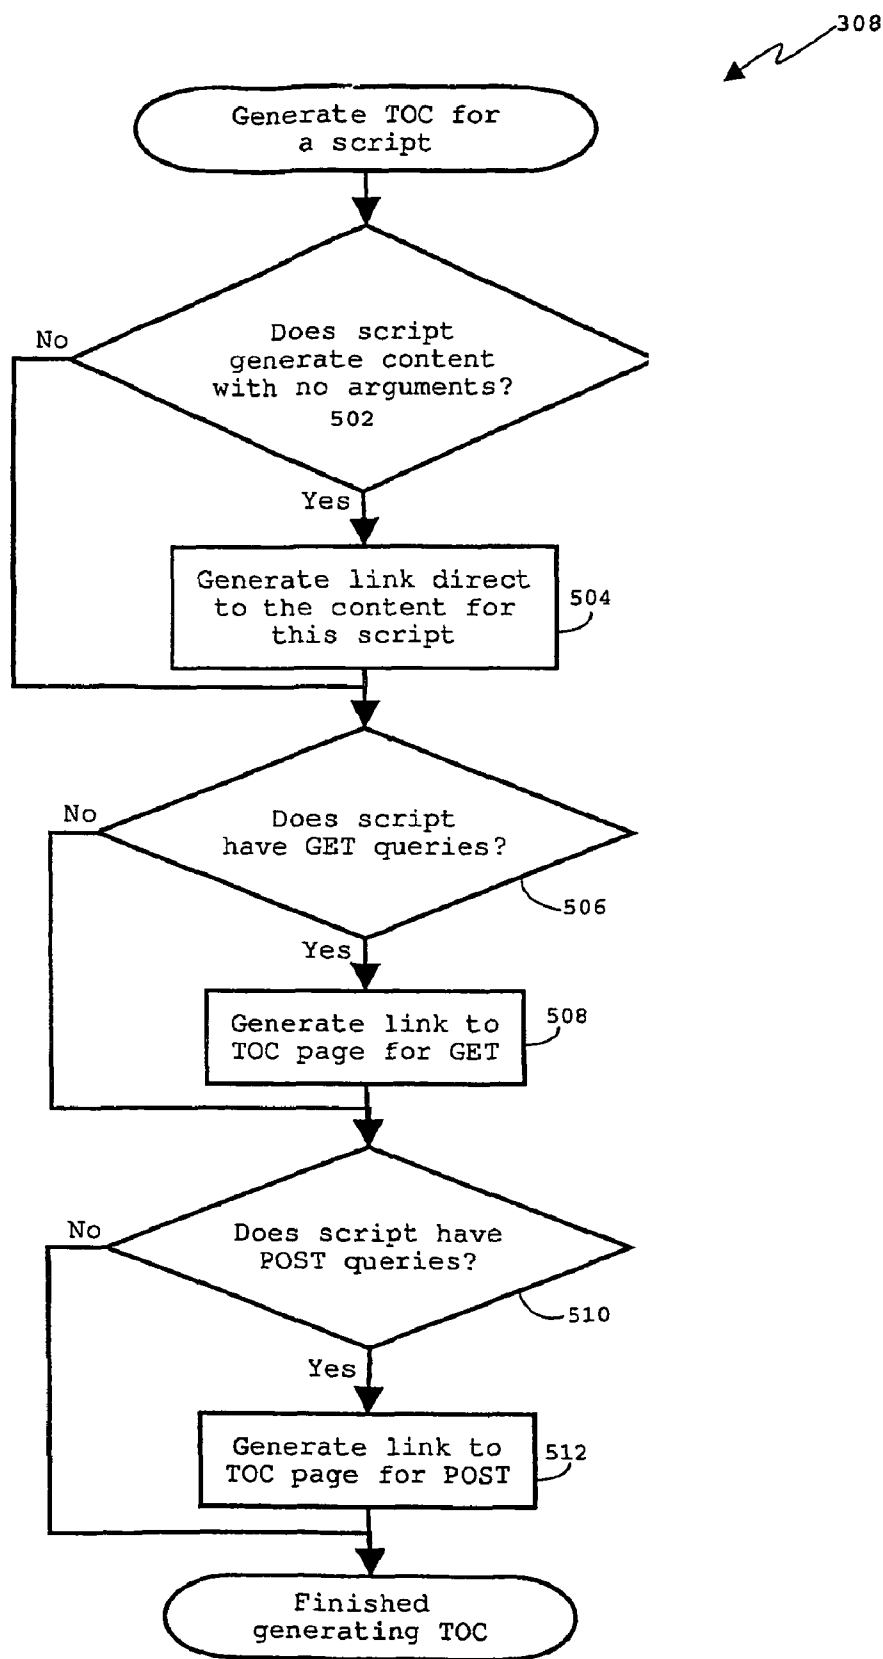 308
Generate TOC for
a script
Does script
generate content
with no arguments?
502
No
Yes
Generate link direct
to the content for
this script
504
Does script
have GET queries?
No
506
Yes
Generate link to
TOC page for GET
508
Does script have
POST queries?
No
510
Yes
Generate link to
TOC page for POST
512
Finished
generating TOC